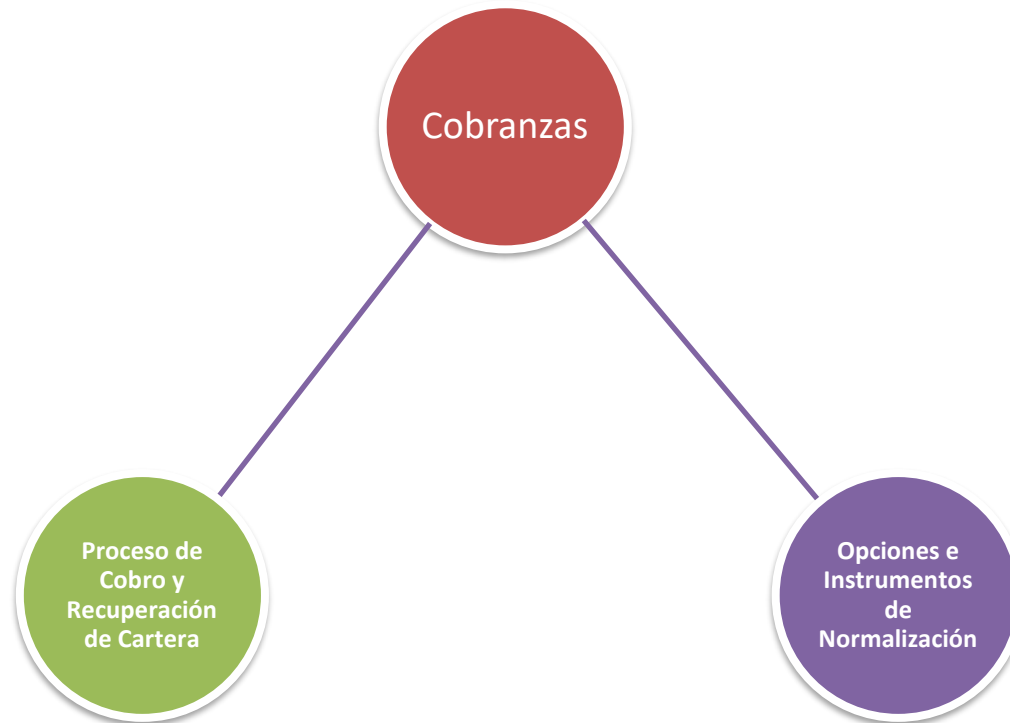 Cobranzas
Proceso de
Cobro y
Recuperación
de Cartera
Opciones e
Instrumentos
de
Normalización